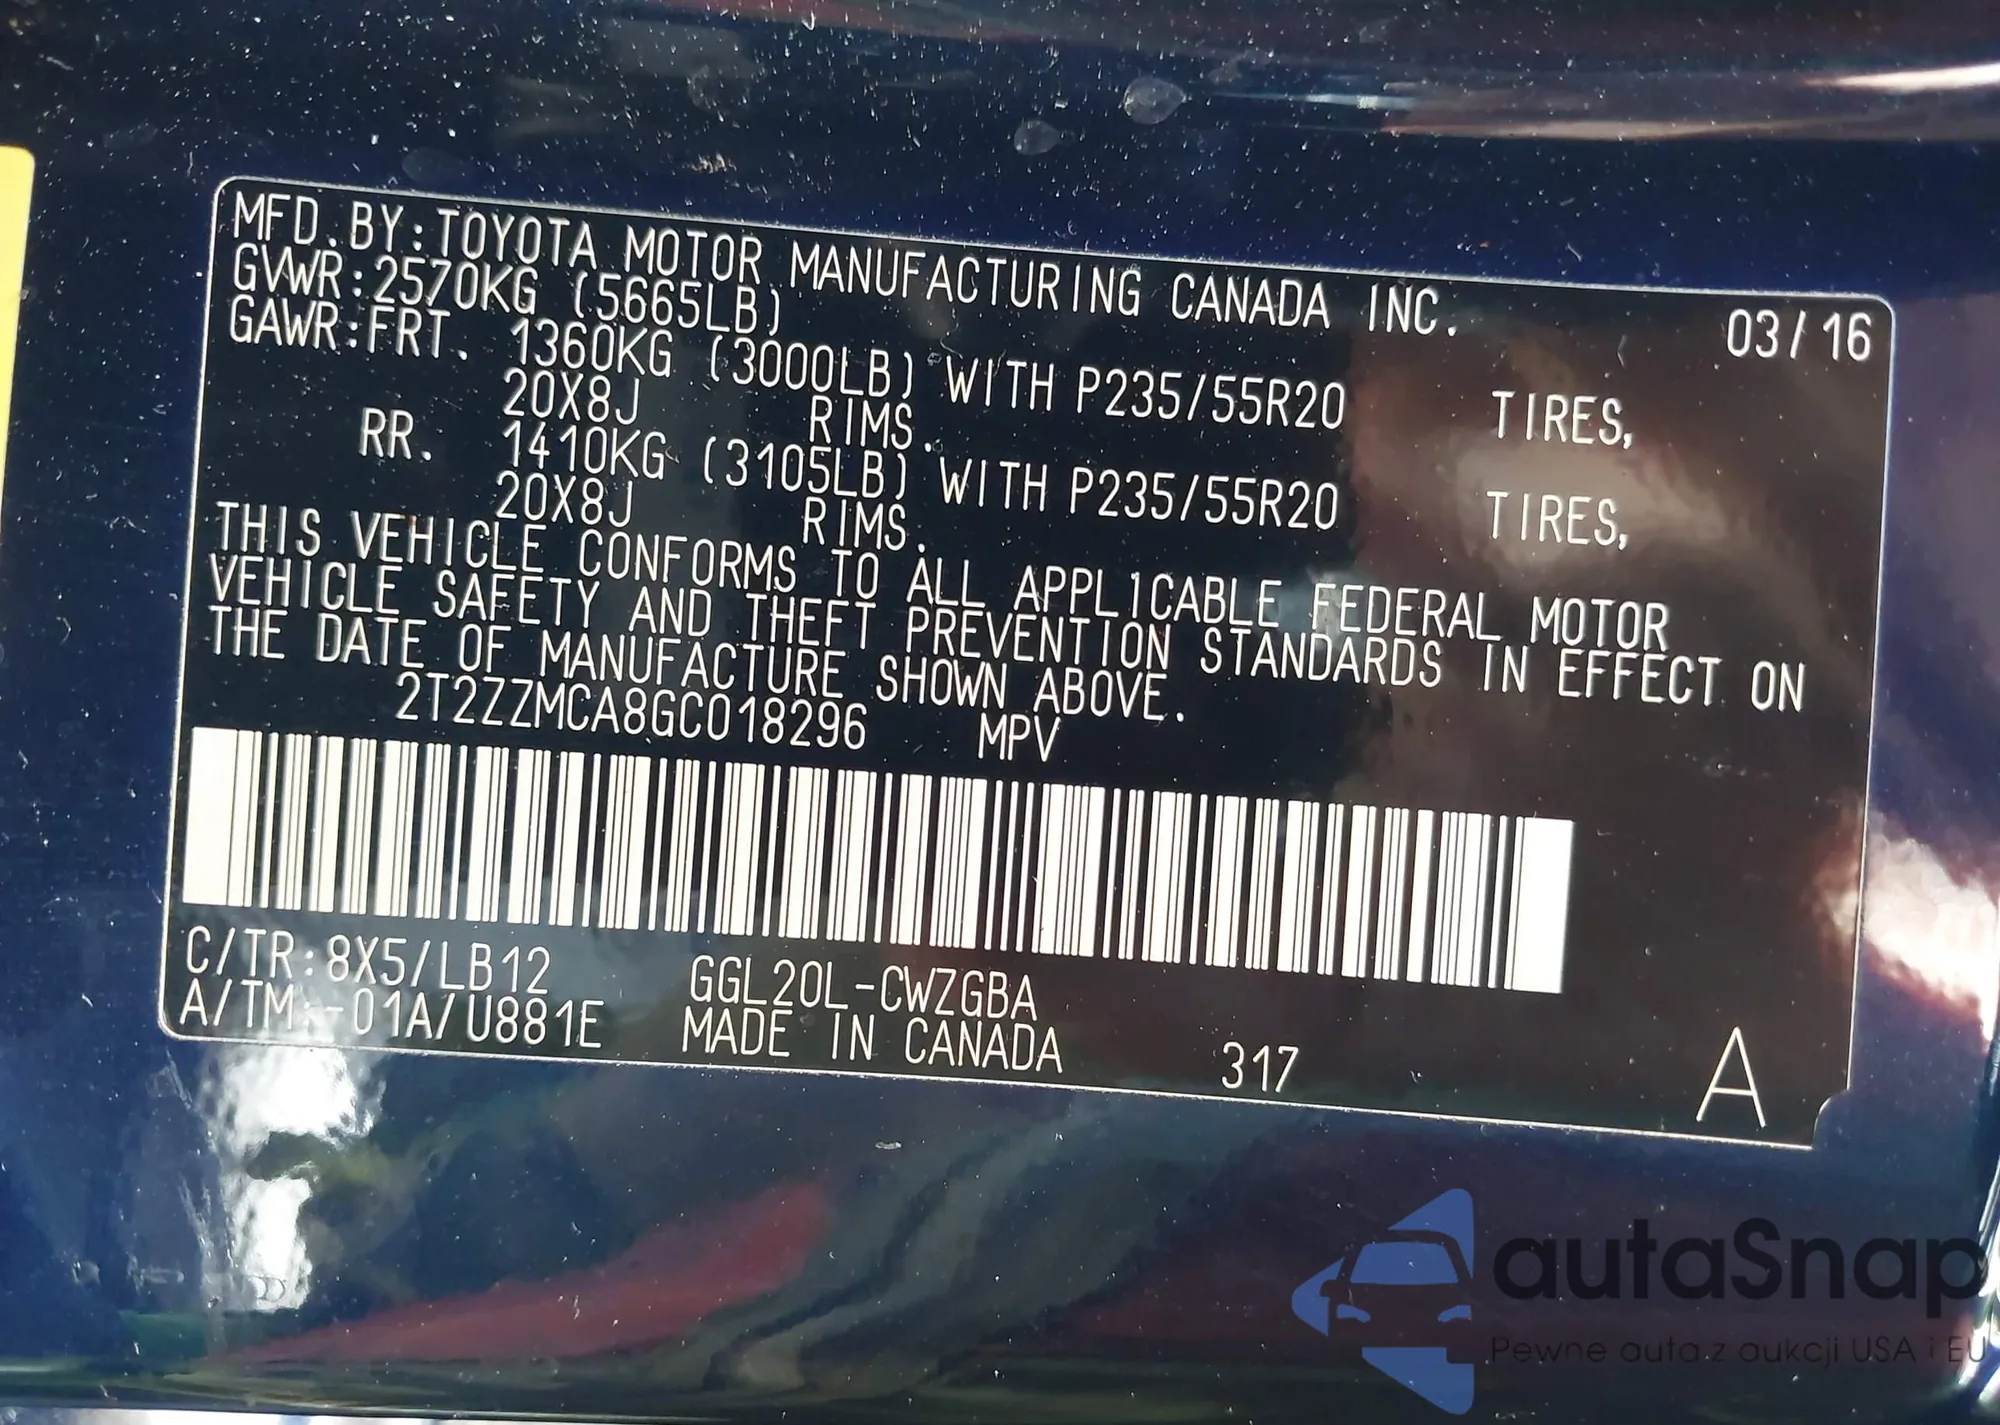 MFD.BY:TOYOTA MOTOR MANUFACTURING CANADA INC. 03/16
GVWR:2570KG (5665LB)
GAWR:FRT. 1360KG (3000LB) WITH P235/55R20 TIRES,
20X8J RIMS.
RR. 1410KG (3105LB) WITH P235/55R20 TIRES,
20X8J RIMS.
THIS VEHICLE CONFORMS TO ALL APPLICABLE FEDERAL MOTOR
VEHICLE SAFETY AND THEFT PREVENTION STANDARDS IN EFFECT ON
THE DATE OF MANUFACTURE SHOWN ABOVE.
2T2ZZMCA8GC018296 MPV
C/TR:8X5/LB12 GGL20L-CWZGBA
A/TM:-01A/U881E MADE IN CANADA 317 A
autaSnap
Pewne auta z aukcji USA i EU